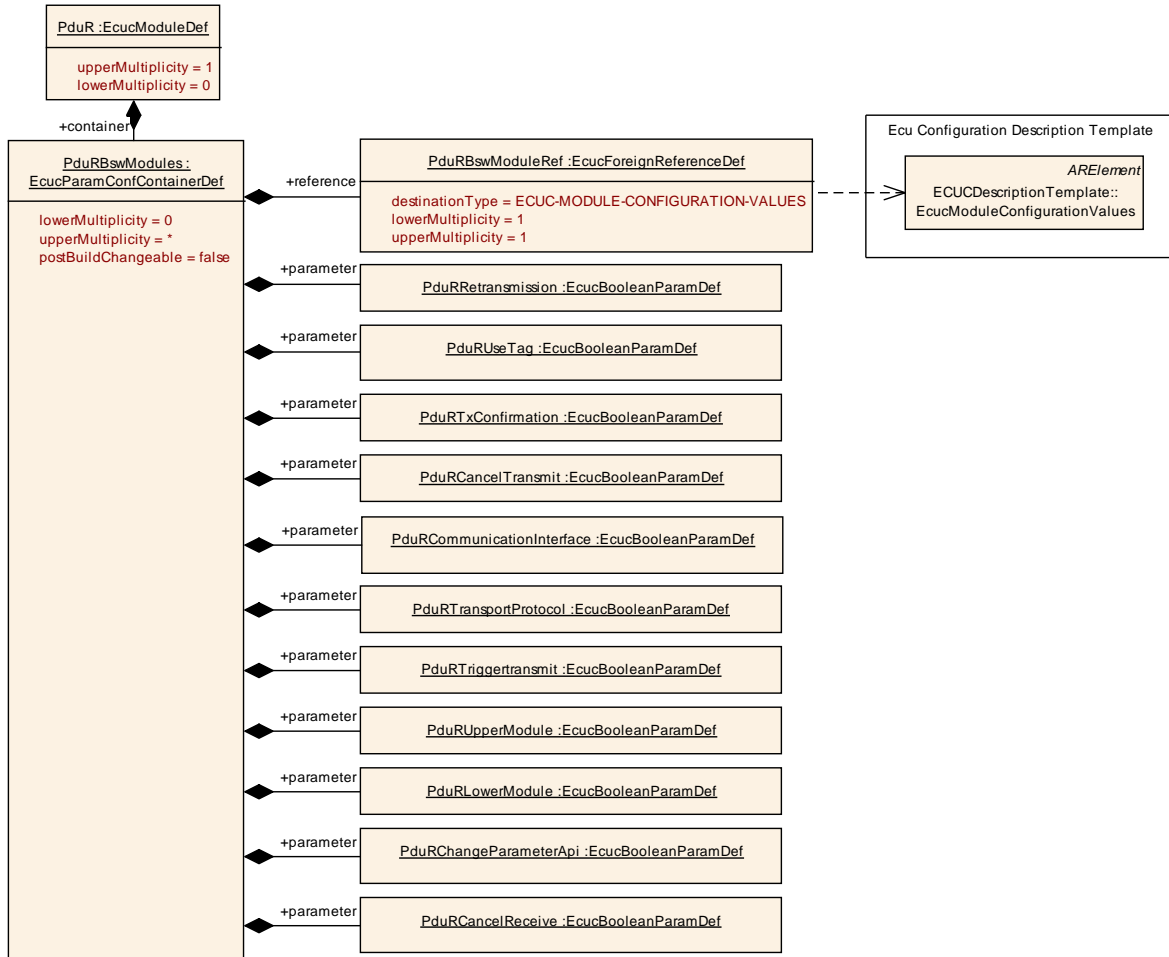 PduR :EcucModuleDef
upperMultiplicity = 1
lowerMultiplicity = 0
+container
PduRBswModules :
EcucParamConfContainerDef
lowerMultiplicity = 0
upperMultiplicity = *
postBuildChangeable = false
+reference
PduRBswModuleRef :EcucForeignReferenceDef
destinationType = ECUC-MODULE-CONFIGURATION-VALUES
lowerMultiplicity = 1
upperMultiplicity = 1
Ecu Configuration Description Template
ARElement
ECUCDescriptionTemplate::
EcucModuleConfigurationValues
+parameter
PduRRetransmission :EcucBooleanParamDef
+parameter
PduRUseTag :EcucBooleanParamDef
+parameter
PduRTxConfirmation :EcucBooleanParamDef
+parameter
PduRCancelTransmit :EcucBooleanParamDef
+parameter
PduRCommunicationInterface :EcucBooleanParamDef
+parameter
PduRTransportProtocol :EcucBooleanParamDef
+parameter
PduRTriggertransmit :EcucBooleanParamDef
+parameter
PduRUpperModule :EcucBooleanParamDef
+parameter
PduRLowerModule :EcucBooleanParamDef
+parameter
PduRChangeParameterApi :EcucBooleanParamDef
+parameter
PduRCancelReceive :EcucBooleanParamDef